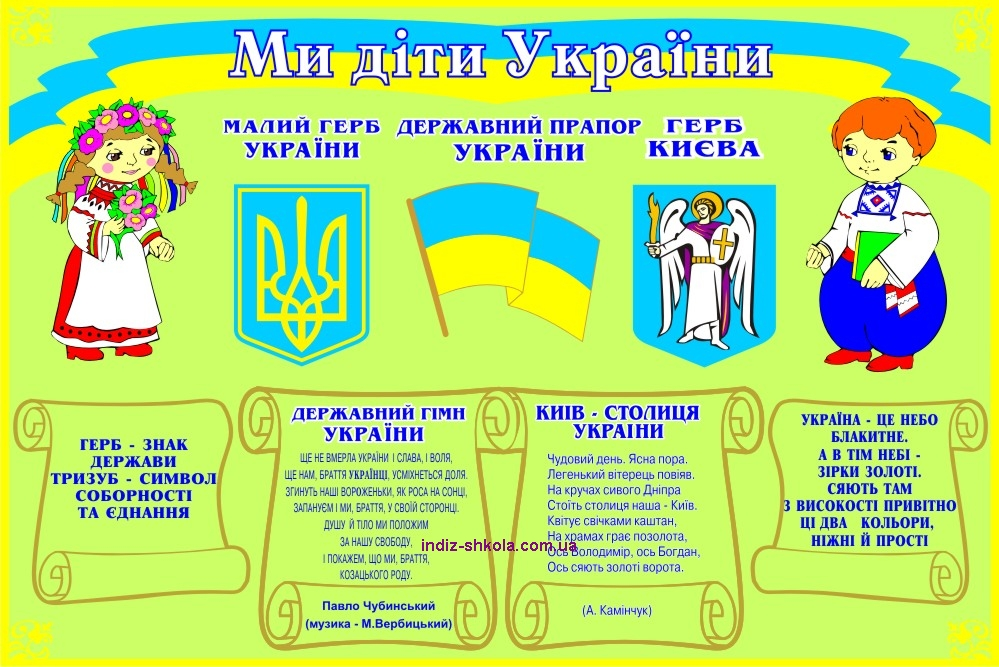 Ми діти України
МАЛИЙ ГЕРБ
УКРАЇНИ
ДЕРЖАВНИЙ ПРАПОР
УКРАЇНИ
ГЕРБ
КИЄВА
ГЕРБ - ЗНАК
ДЕРЖАВИ
ТРИЗУБ - СИМВОЛ
СОБОРНОСТІ
ТА ЄДНАННЯ
ДЕРЖАВНИЙ ГІМН
УКРАЇНИ
ЩЕ НЕ ВМЕРЛА УКРАЇНИ І СЛАВА, І ВОЛЯ,
ЩЕ НАМ, БРАТТЯ УКРАЇНЦІ, УСМІХНЕТЬСЯ ДОЛЯ.
ЗГИНУТЬ НАШІ ВОРОЖЕНЬКИ, ЯК РОСА НА СОНЦІ,
ЗАПАНУЄМ І МИ, БРАТТЯ, У СВОЇЙ СТОРОНЦІ.
ДУШУ Й ТІЛО МИ ПОЛОЖИМ
ЗА НАШУ СВОБОДУ,
І ПОКАЖЕМ, ЩО МИ, БРАТТЯ,
КОЗАЦЬКОГО РОДУ.
Павло Чубинський
(музика - М.Вербицький)
КИЇВ - СТОЛИЦЯ
УКРАЇНИ
Чудовий день. Ясна пора.
Легенький вітерець повіяв.
На кручах сивого Дніпра
Стоїть столиця наша - Київ.
Квітує свічками каштан,
На храмах грає позолота,
Ось Володимир, ось Богдан,
Ось сяють золоті ворота.
(А. Камінчук)
УКРАЇНА - ЦЕ НЕБО
БЛАКИТНЕ.
А В ТІМ НЕБІ -
ЗІРКИ ЗОЛОТІ.
СЯЮТЬ ТАМ
З ВИСОКОСТІ ПРИВІТНО
ЦІ ДВА КОЛЬОРИ,
НІЖНІ Й ПРОСТІ
indiz-shkola.com.ua